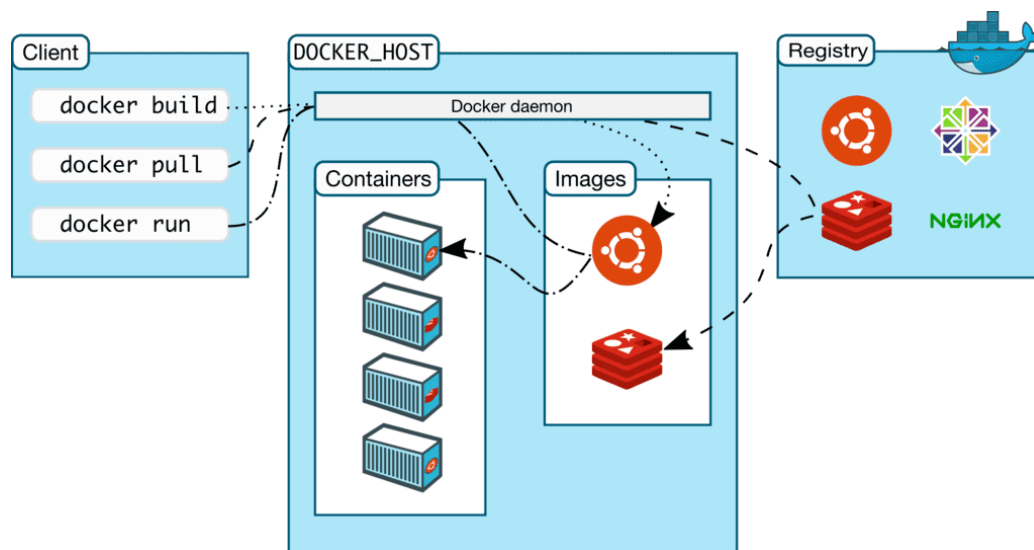 Client
docker build
docker pull
docker run
DOCKER_HOST
Docker daemon
Containers
Images
Registry
NGiNX